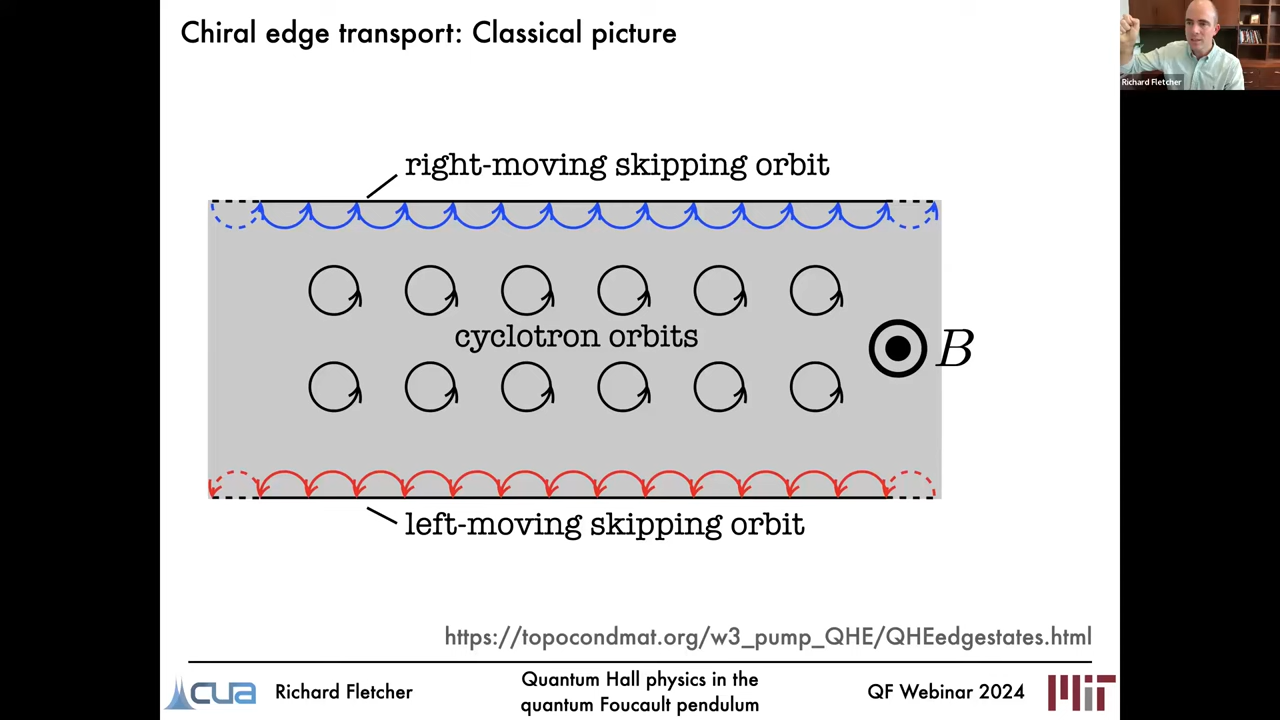 Chiral edge transport: Classical picture
Richard Fletcher
right-moving skipping orbit
cyclotron orbits
B
left-moving skipping orbit
https://topocondmat.org/w3_pump_QHE/QHEedgestates.html
CUA
Richard Fletcher
Quantum Hall physics in the
quantum Foucault pendulum
QF Webinar 2024
MIT